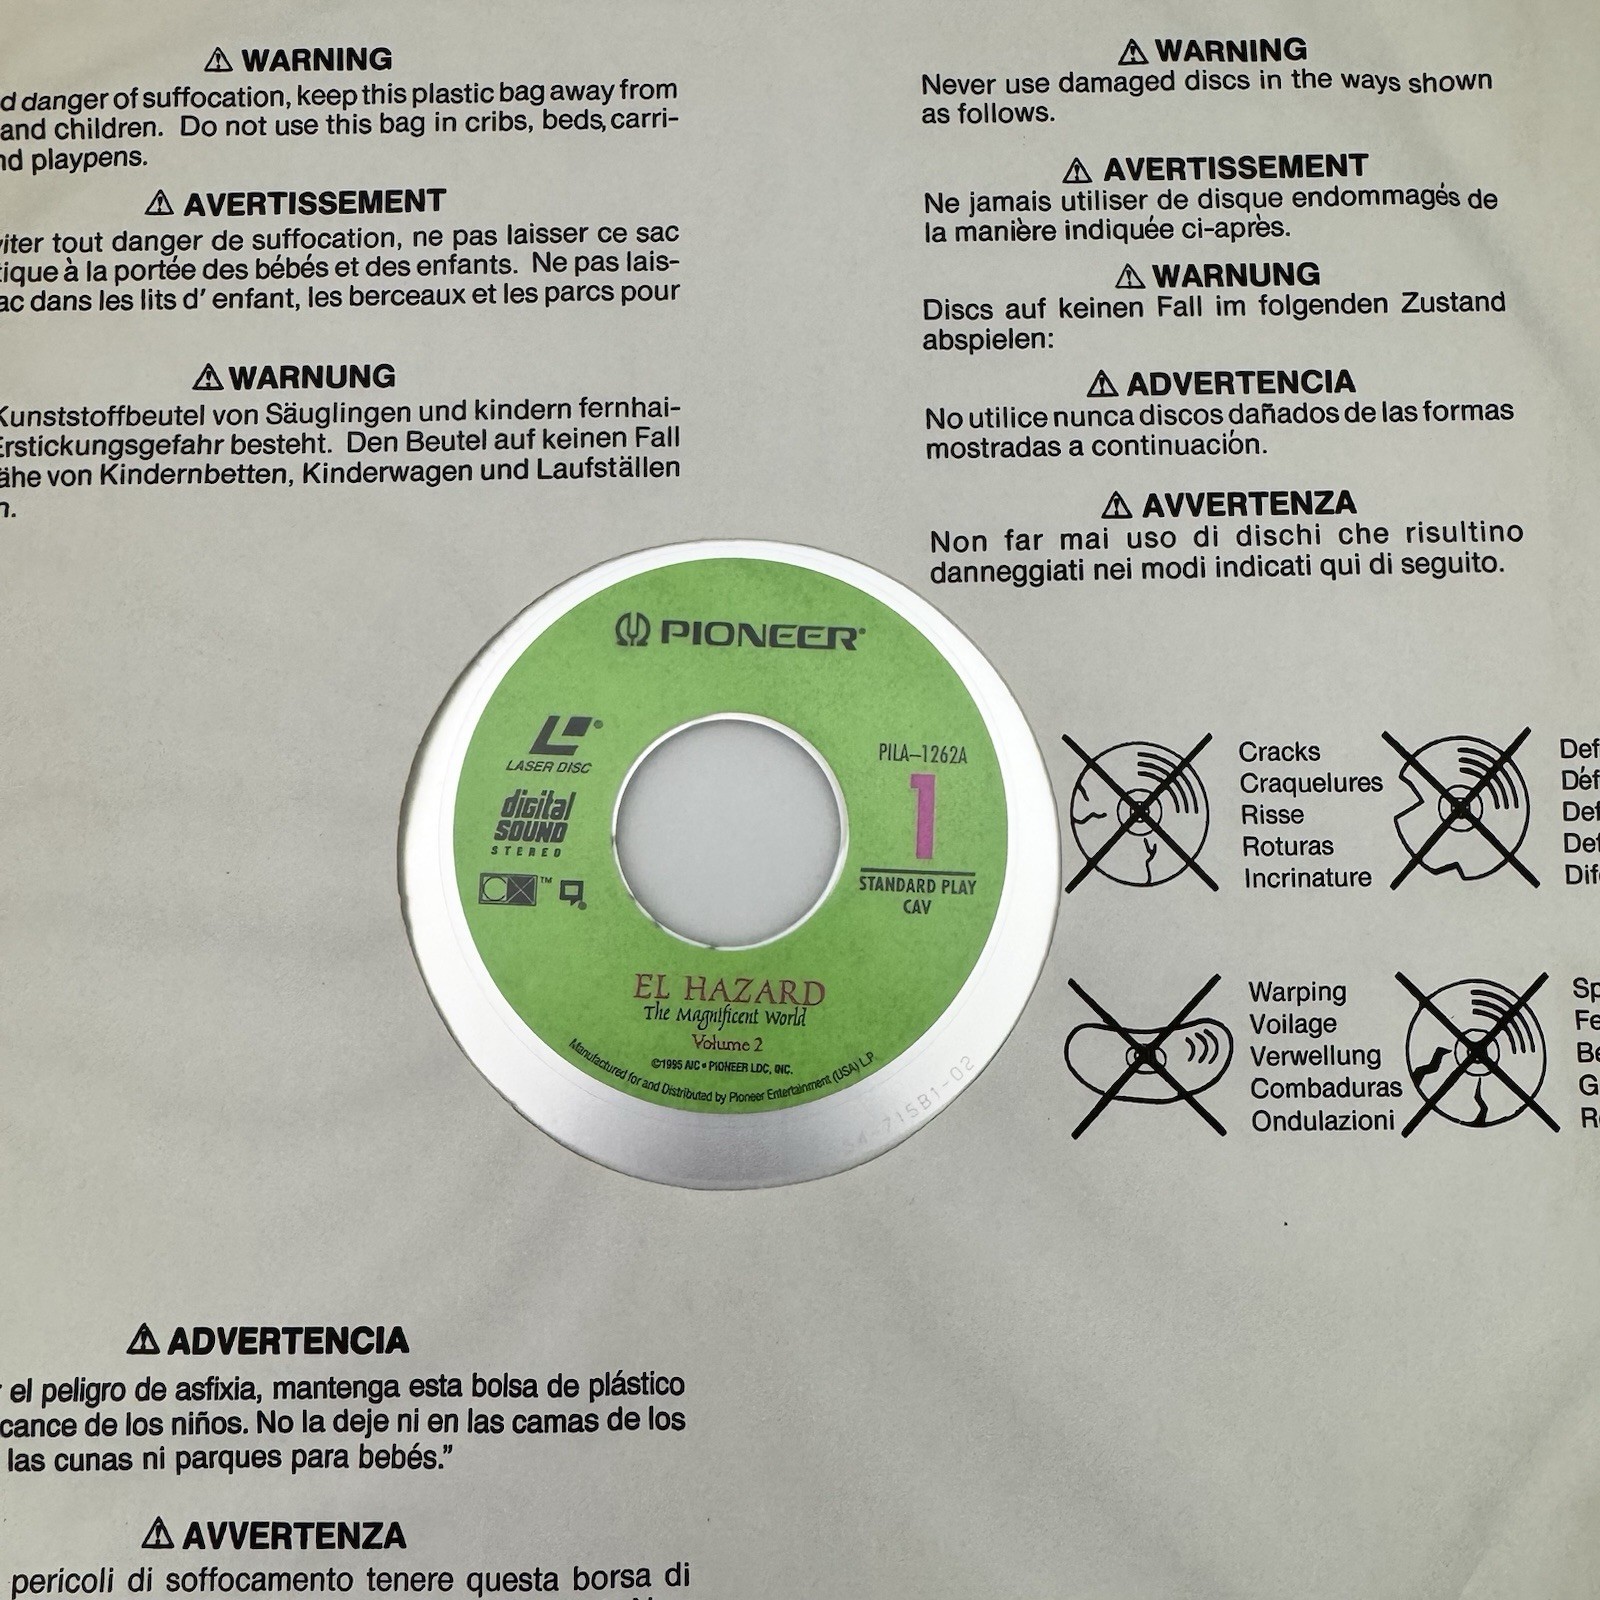 WARNING
danger of suffocation, keep this plastic bag away from
and children. Do not use this bag in cribs, beds, carri-
playpens.
AVERTISSEMENT
tout danger de suffocation, ne pas laisser ce sac
à la portée des bébés et des enfants. Ne pas lais-
dans les lits d' enfant, les berceaux et les parcs pour
WARNUNG
Kunststoffbeutel von Säuglingen und kindern fernhai-
Erstickungsgefahr besteht. Den Beutel auf keinen Fall
von Kindernbetten, Kinderwagen und Laufställen
n.
WARNING
Never use damaged discs in the ways shown
as follows.
AVERTISSEMENT
Ne jamais utiliser de disque endommagés de
la manière indiquée ci-après.
WARNUNG
Discs auf keinen Fall im folgenden Zustand
abspielen:
ADVERTENCIA
No utilice nunca discos dañados de las formas
mostradas a continuación.
AVVERTENZA
Non far mai uso di dischi che risultino
danneggiati nei modi indicati qui di seguito.
PIONEER®
LASER DISC
digital
SOUND
STEREO
PILA-1262A
1
STANDARD PLAY
CAV
EL HAZARD
The Magnificent World
Volume 2
©1995 AIC • PIONEER LDC, INC.
Manufactured for and Distributed by Pioneer Entertainment (USA) L.P.
715B1-02
Cracks
Craquelures
Risse
Roturas
Incrinature
Def
Déf
Def
Def
Warping
Voilage
Verwellung
Combaduras
Ondulazioni
Sp
Fe
ADVERTENCIA
el peligro de asfixia, mantenga esta bolsa de plástico
cance de los niños. No la deje ni en las camas de los
las cunas ni parques para bebés.”
AVVERTENZA
pericoli di soffocamento tenere questa borsa di